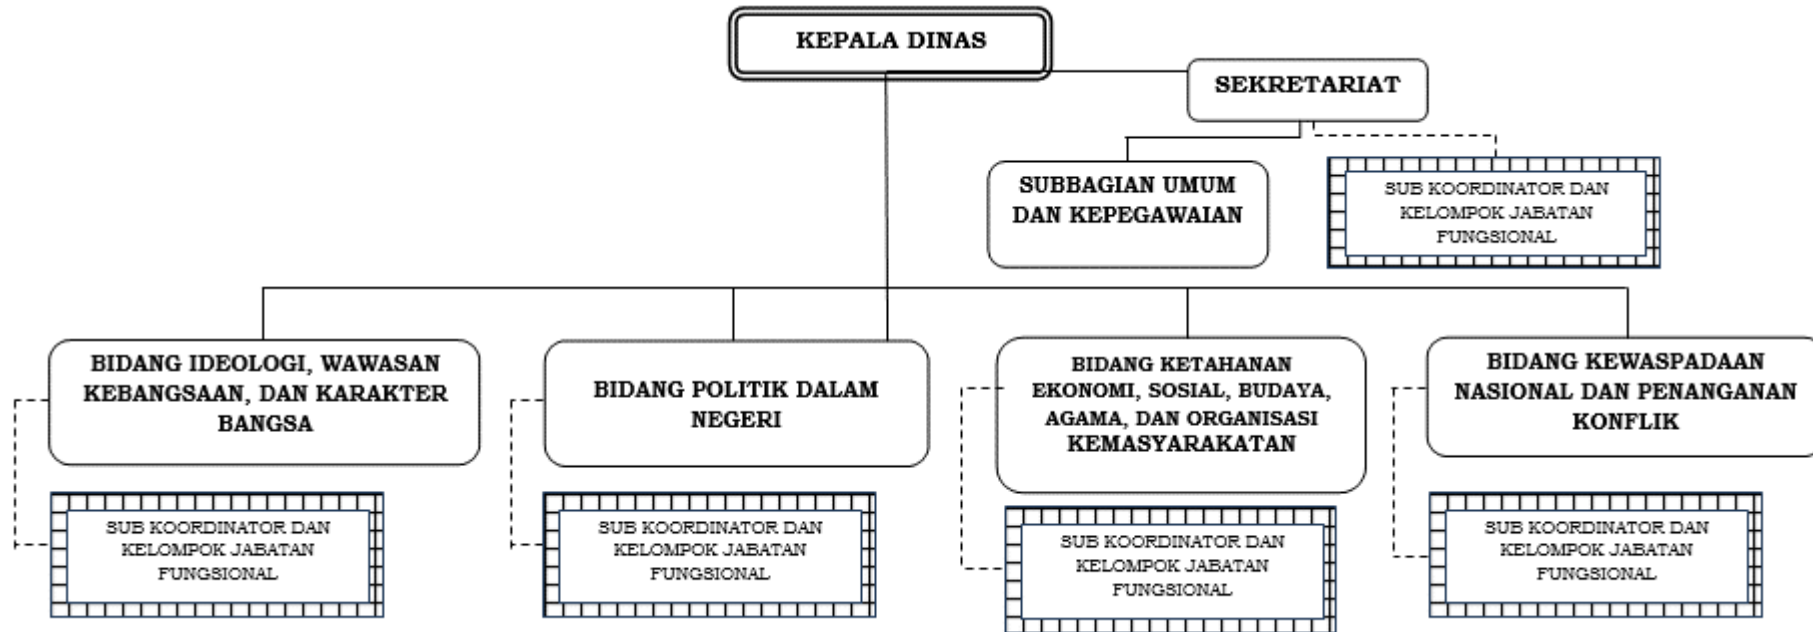 KEPALA DINAS
SEKRETARIAT
SUBBAGIAN UMUM
DAN KEPEGAWAIAN
SUB KOORDINATOR DAN
KELOMPOK JABATAN
FUNGSIONAL
BIDANG IDEOLOGI, WAWASAN
KEBANGSAAN, DAN KARAKTER
BANGSA
BIDANG POLITIK DALAM
NEGERI
BIDANG KETAHANAN
EKONOMI, SOSIAL, BUDAYA,
AGAMA, DAN ORGANISASI
KEMASYARAKATAN
BIDANG KEWASPADAAN
NASIONAL DAN PENANGANAN
KONFLIK
SUB KOORDINATOR DAN
KELOMPOK JABATAN
FUNGSIONAL
SUB KOORDINATOR DAN
KELOMPOK JABATAN
FUNGSIONAL
SUB KOORDINATOR DAN
KELOMPOK JABATAN
FUNGSIONAL
SUB KOORDINATOR DAN
KELOMPOK JABATAN
FUNGSIONAL